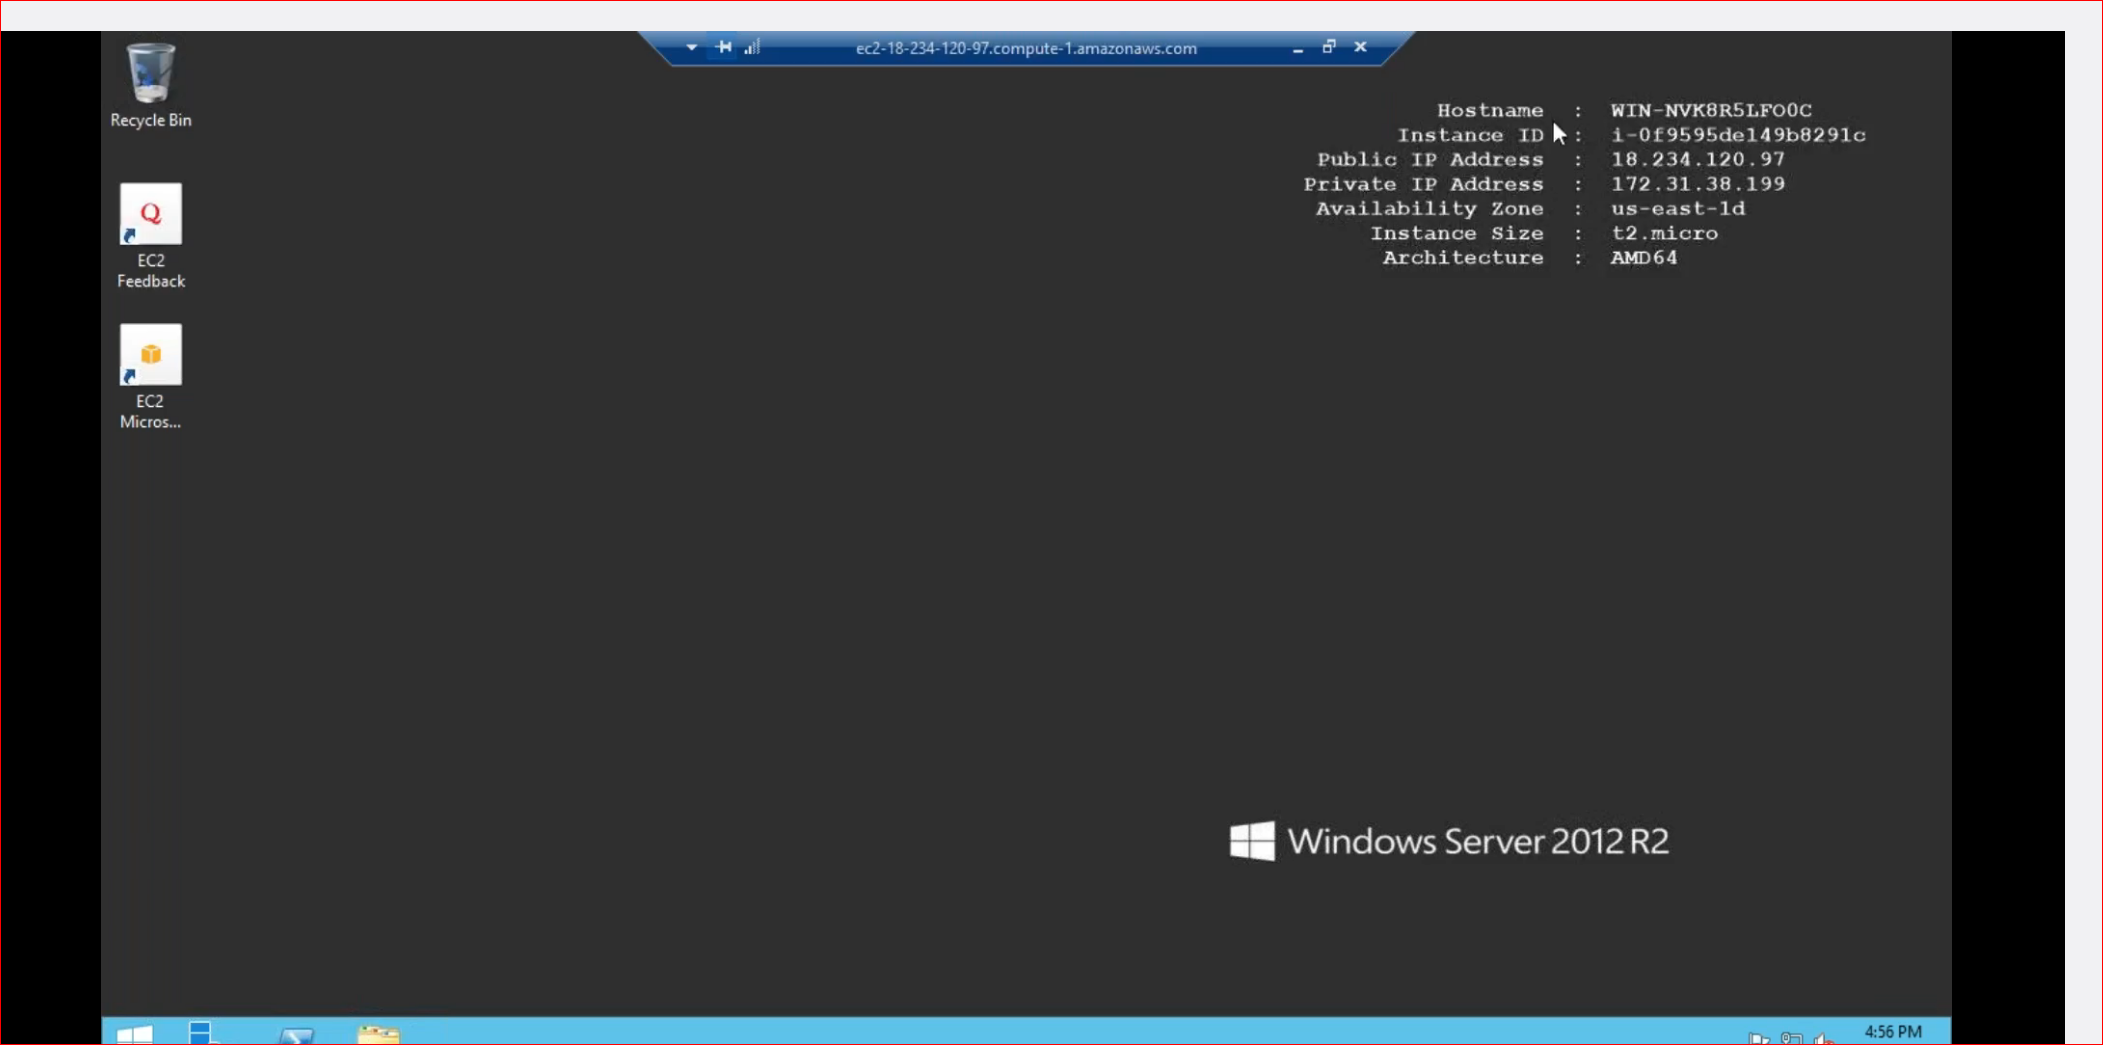 ec2-18-234-120-97.compute-1.amazonaws.com
Recycle Bin
EC2
Feedback
EC2
Micros...
Hostname : WIN-NVK8R5LFO0C
Instance ID : i-0f9595de149b8291c
Public IP Address : 18.234.120.97
Private IP Address : 172.31.38.199
Availability Zone : us-east-1d
Instance Size : t2.micro
Architecture : AMD64
Windows Server 2012 R2
4:56 PM